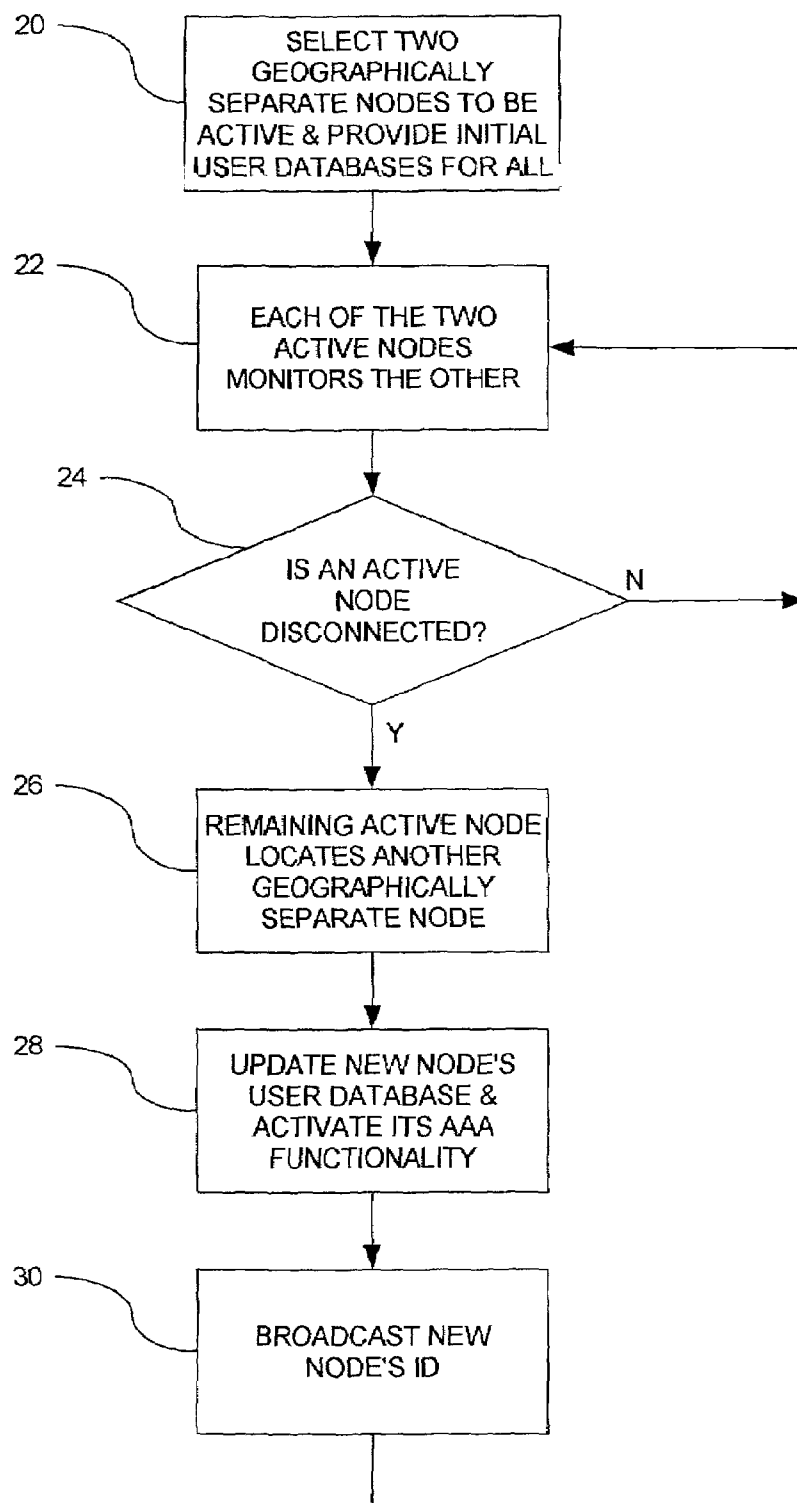 20
SELECT TWO
GEOGRAPHICALLY
SEPARATE NODES TO BE
ACTIVE & PROVIDE INITIAL
USER DATABASES FOR ALL
22
EACH OF THE TWO
ACTIVE NODES
MONITORS THE OTHER
24
IS AN ACTIVE
NODE
DISCONNECTED?
N
Y
26
REMAINING ACTIVE NODE
LOCATES ANOTHER
GEOGRAPHICALLY
SEPARATE NODE
28
UPDATE NEW NODE'S
USER DATABASE &
ACTIVATE ITS AAA
FUNCTIONALITY
30
BROADCAST NEW
NODE'S ID